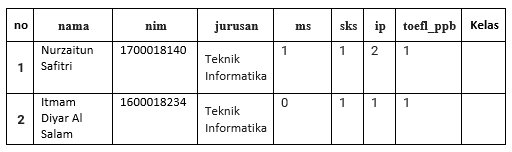 no nama nim jurusan ms sks ip toefl_ppb Kelas
1 Nurzaitun Safitri 1700018140 Teknik Informatika 1 1 2 1
2 Itmam Diyar Al Salam 1600018234 Teknik Informatika 0 1 1 1